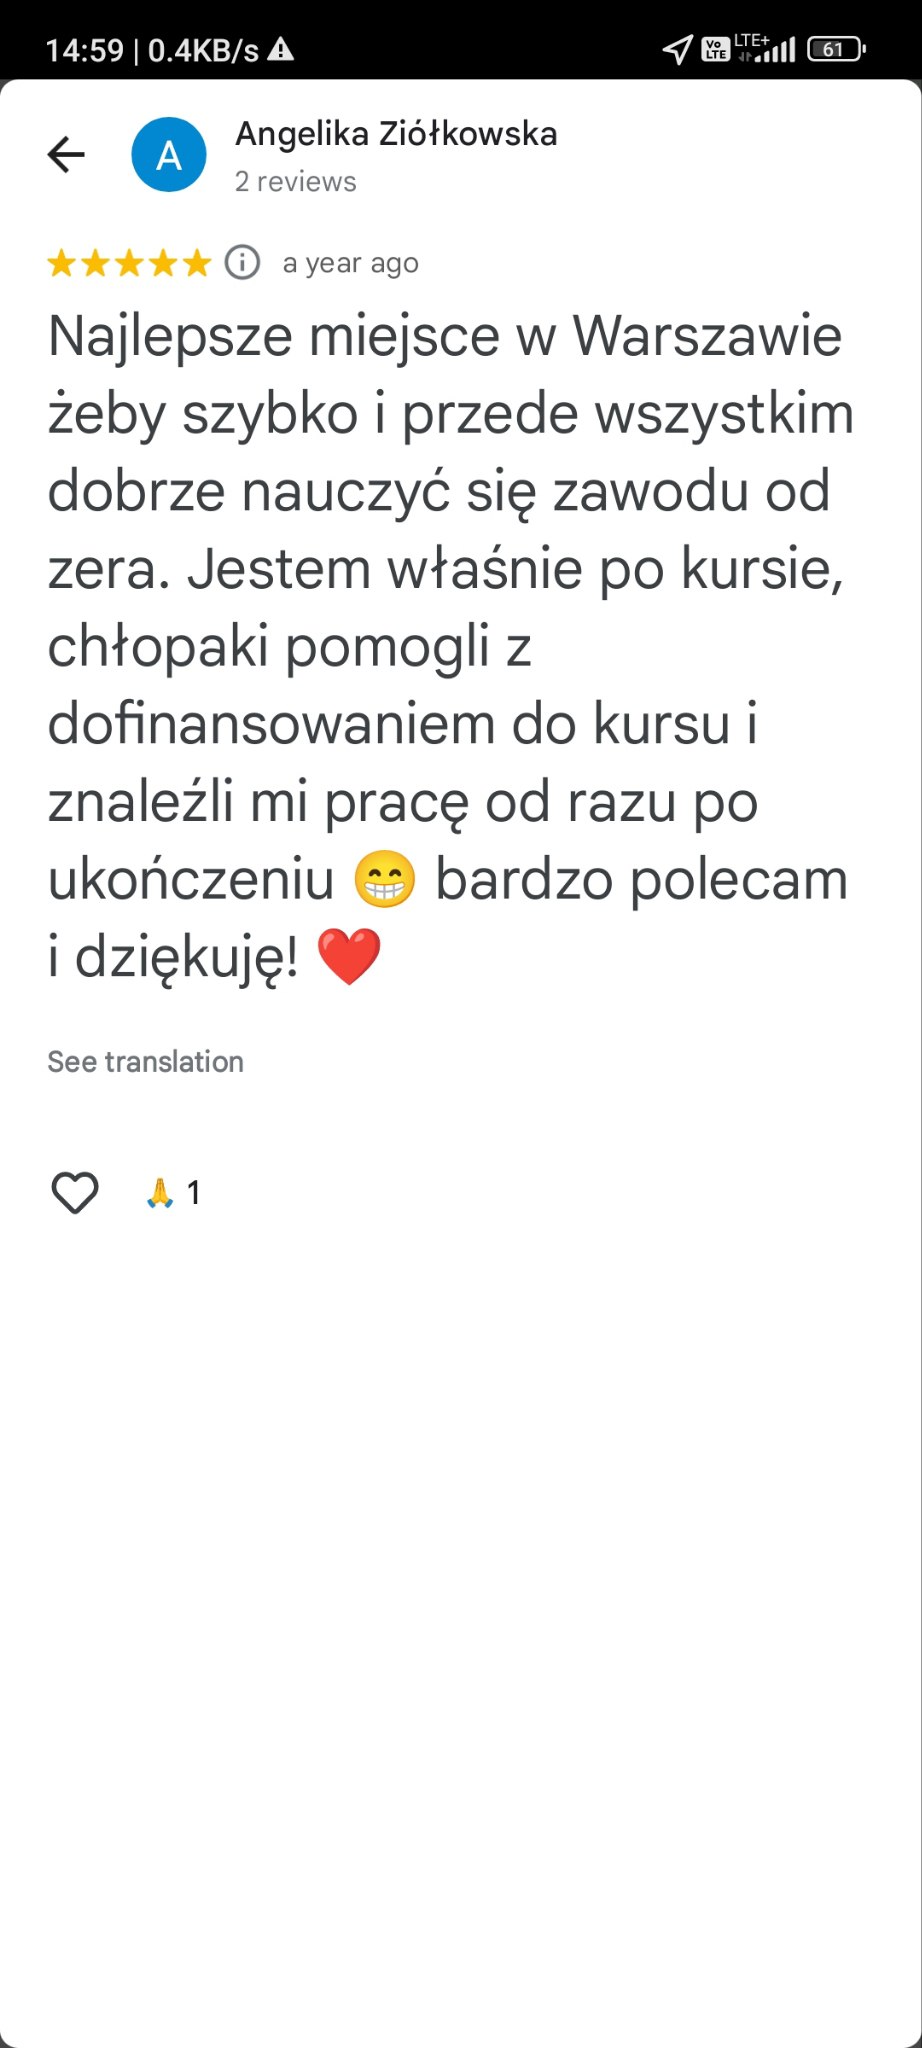 14:59 | 0.4KB/s
Vo LTE LTE+ 61
Angelika Ziółkowska
A
2 reviews
a year ago
Najlepsze miejsce w Warszawie
żeby szybko i przede wszystkim
dobrze nauczyć się zawodu od
zera. Jestem właśnie po kursie,
chłopaki pomogli z
dofinansowaniem do kursu i
znaleźli mi pracę od razu po
ukończeniu 😁 bardzo polecam
i dziękuję! ❤️
See translation
🙏 1